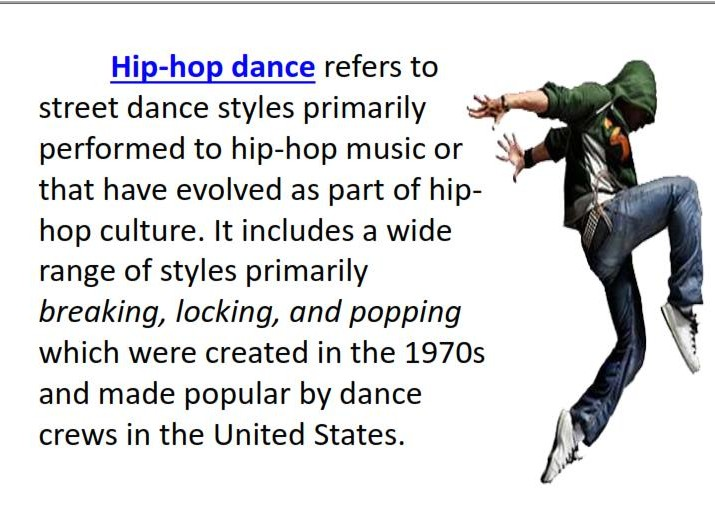 Hip-hop dance refers to
street dance styles primarily
performed to hip-hop music or
that have evolved as part of hip-
hop culture. It includes a wide
range of styles primarily
breaking, locking, and popping
which were created in the 1970s
and made popular by dance
crews in the United States.